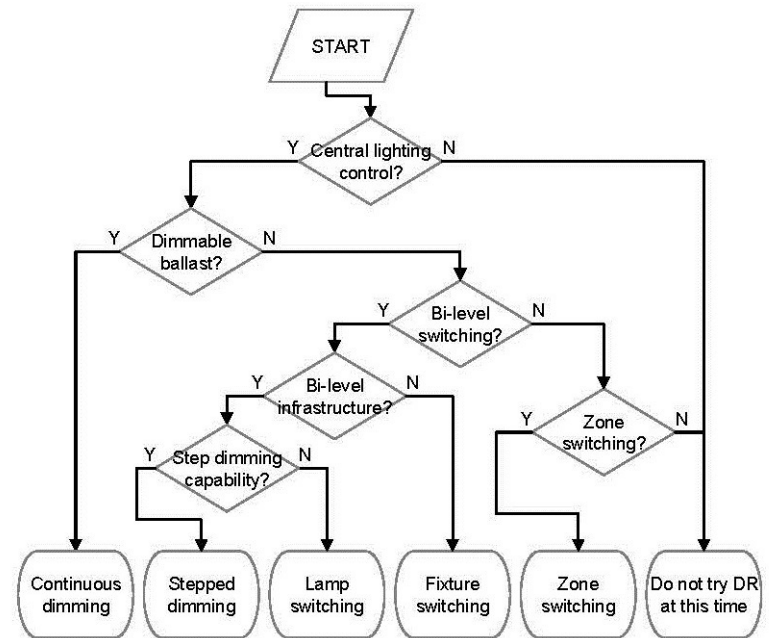 START
Y
Central lighting
control?
N
Y
Dimmable
ballast?
N
Y
Bi-level
switching?
N
Y
Bi-level
infrastructure?
N
Y
Zone
switching?
N
Y
Step dimming
capability?
N
Continuous
dimming
Stepped
dimming
Lamp
switching
Fixture
switching
Zone
switching
Do not try DR
at this time